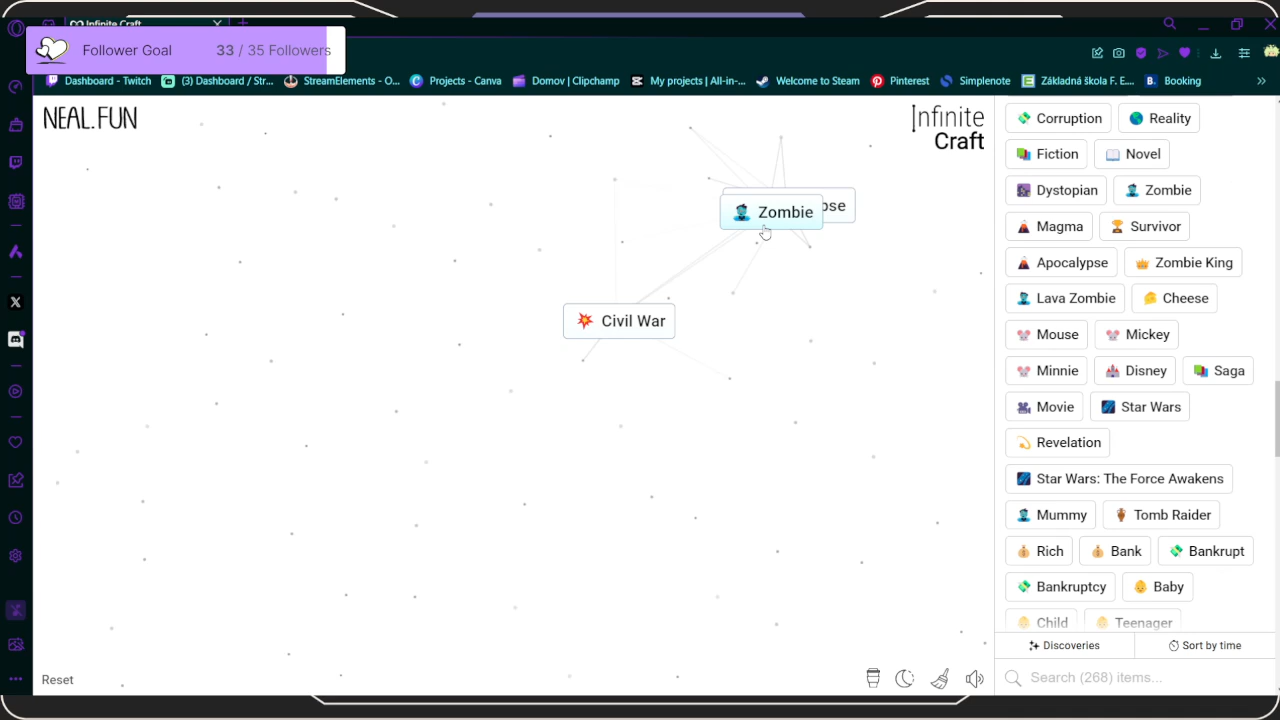 Infinite Craft
Follower Goal 33 / 35 Followers
Dashboard - Twitch (3) Dashboard / Str... StreamElements - O... Projects - Canva Domov | Clipchamp My projects | All-in-... Welcome to Steam Pinterest Simplenote Základná škola F. E... Booking
NEAL.FUN
Infinite
Craft
Zombie
Civil War
Corruption Reality
Fiction Novel
Dystopian Zombie
Magma Survivor
Apocalypse Zombie King
Lava Zombie Cheese
Mouse Mickey
Minnie Disney Saga
Movie Star Wars
Revelation
Star Wars: The Force Awakens
Mummy Tomb Raider
Rich Bank Bankrupt
Bankruptcy Baby
Child Teenager
Discoveries Sort by time
Reset
Search (268) items...